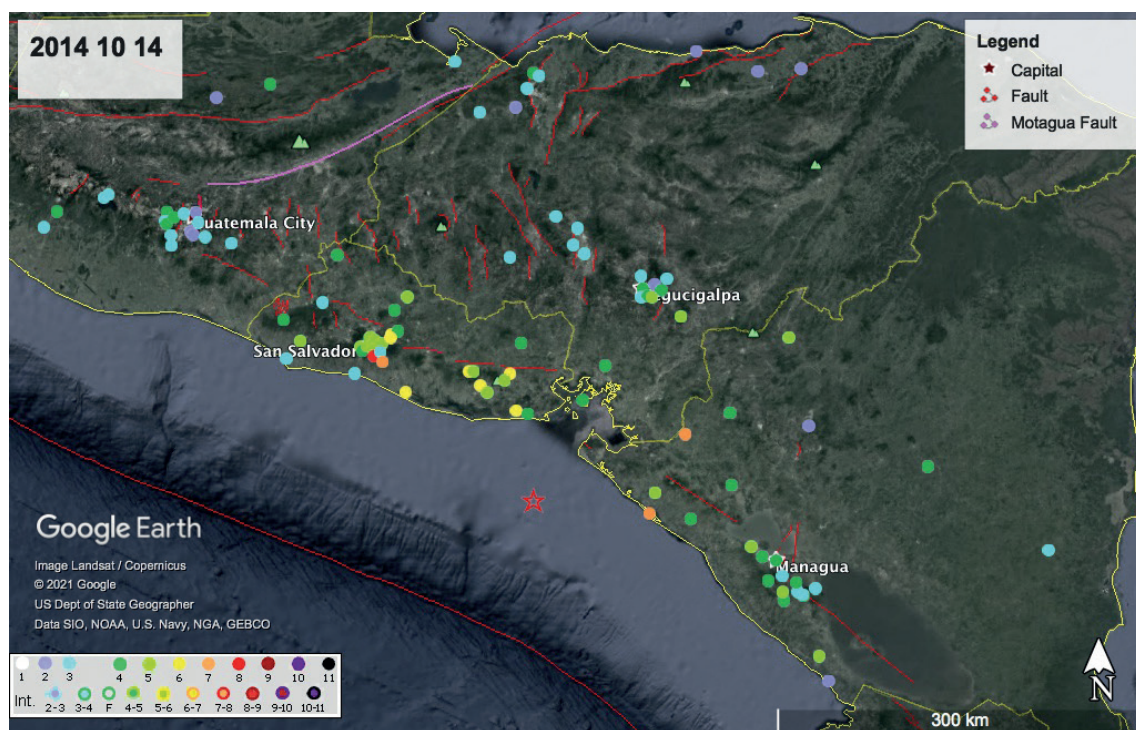 2014 10 14
Legend
Capital
Fault
Motagua Fault
Guatemala City
Tegucigalpa
San Salvador
Managua
Google Earth
Image Landsat / Copernicus
© 2021 Google
US Dept of State Geographer
Data SIO, NOAA, U.S. Navy, NGA, GEBCO
1 2 3 4 5 6 7 8 9 10 11
Int. 2-3 3-4 F 4-5 5-6 6-7 7-8 8-9 9-10 10-11
N
300 km